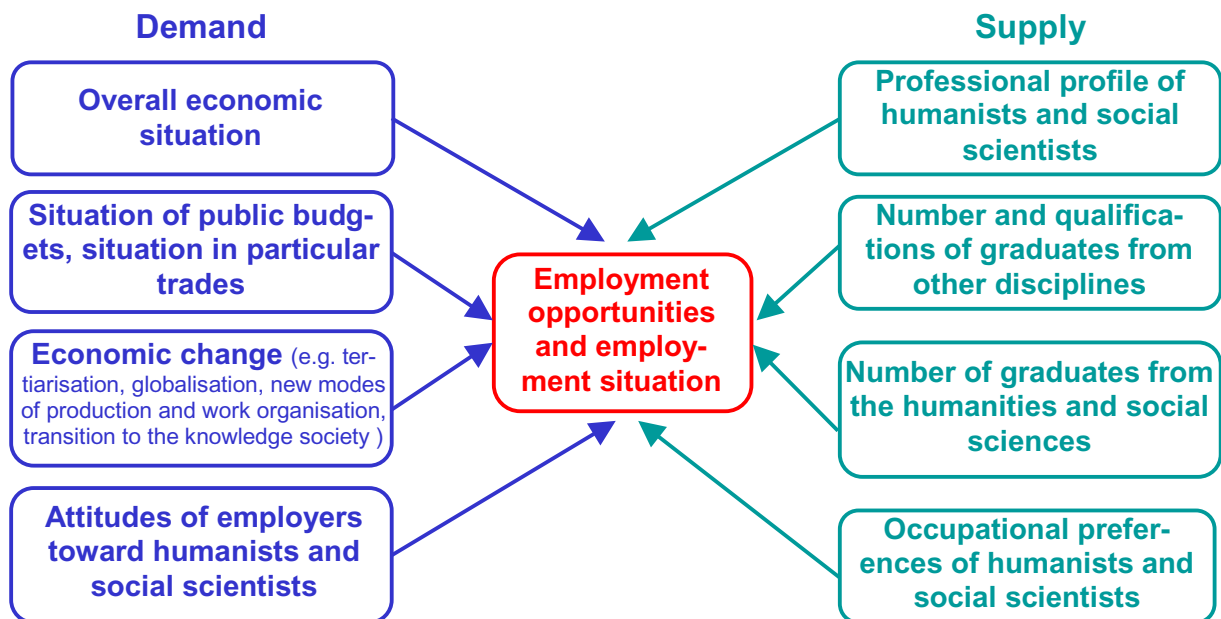 Demand
Overall economic
situation
Situation of public budg-
ets, situation in particular
trades
Economic change (e.g. ter-
tiarisation, globalisation, new modes
of production and work organisation,
transition to the knowledge society )
Attitudes of employers
toward humanists and
social scientists
Employment
opportunities
and employ-
ment situation
Supply
Professional profile of
humanists and social
scientists
Number and qualifica-
tions of graduates from
other disciplines
Number of graduates from
the humanities and social
sciences
Occupational prefer-
ences of humanists and
social scientists